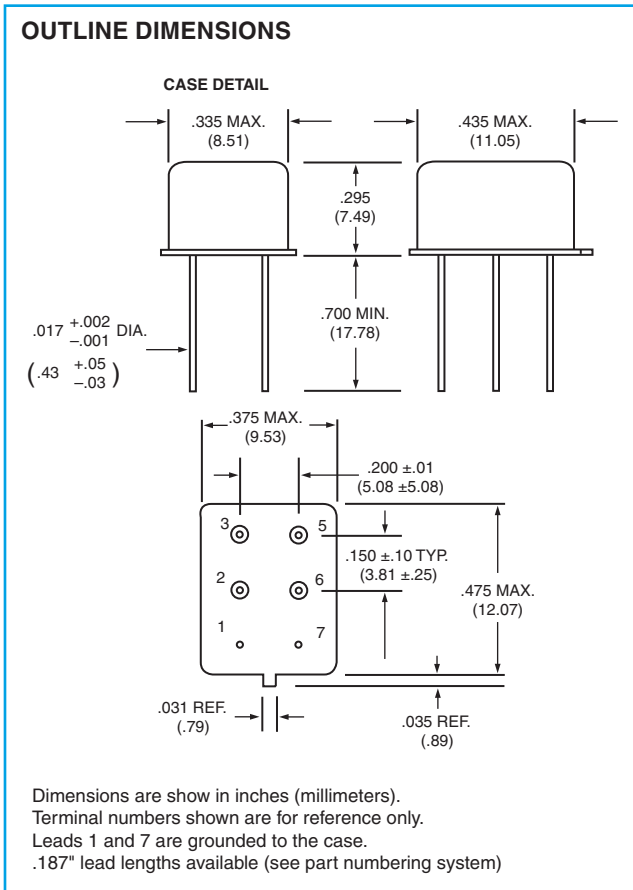 OUTLINE DIMENSIONS
CASE DETAIL
.335 MAX.
(8.51)
.435 MAX.
(11.05)
.295
(7.49)
.700 MIN.
(17.78)
.017 +.002 –.001 DIA.
(.43 +.05 –.03)
.375 MAX.
(9.53)
.200 ±.01
(5.08 ±5.08)
3
5
.150 ±.10 TYP.
(3.81 ±.25)
2
6
.475 MAX.
(12.07)
1
7
.031 REF.
(.79)
.035 REF.
(.89)
Dimensions are show in inches (millimeters).
Terminal numbers shown are for reference only.
Leads 1 and 7 are grounded to the case.
.187" lead lengths available (see part numbering system)